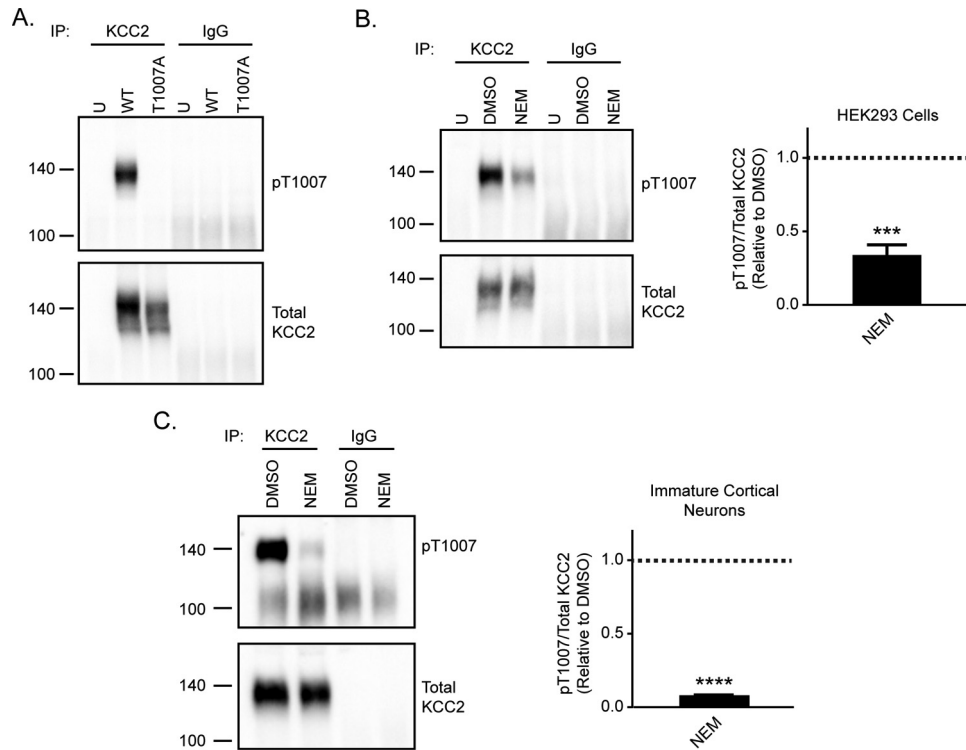 A.
IP: KCC2 IgG
U WT T1007A U WT T1007A
140
100
pT1007
140
100
Total
KCC2
B.
IP: KCC2 IgG
U DMSO NEM U DMSO NEM
140
100
pT1007
140
100
Total
KCC2
HEK293 Cells
pT1007/Total KCC2
(Relative to DMSO)
1.0
0.5
0.0
***
NEM
C.
IP: KCC2 IgG
DMSO NEM DMSO NEM
140
100
pT1007
140
100
Total
KCC2
Immature Cortical
Neurons
pT1007/Total KCC2
(Relative to DMSO)
1.0
0.5
0.0
****
NEM